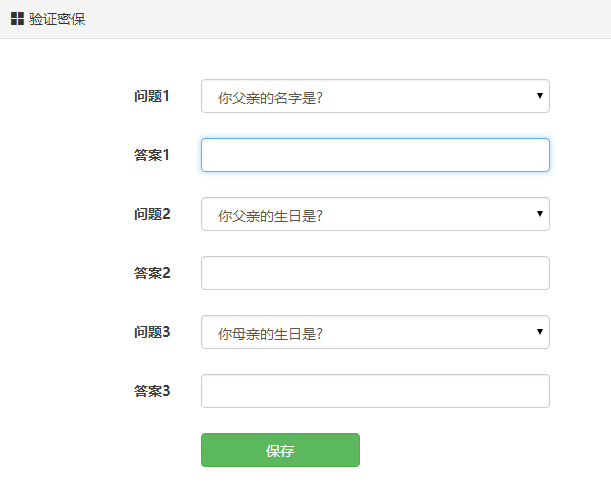 验证密保
问题1 你父亲的名字是?
答案1
问题2 你父亲的生日是?
答案2
问题3 你母亲的生日是?
答案3
保存